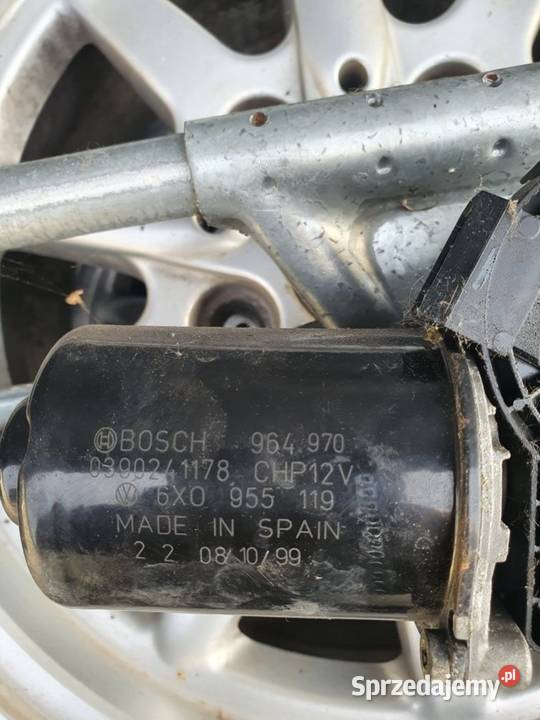 BOSCH 964 970
0390241178 CHP12V
6X0 955 119
MADE IN SPAIN
2 2 08/10/99
Sprzedajemy.pl